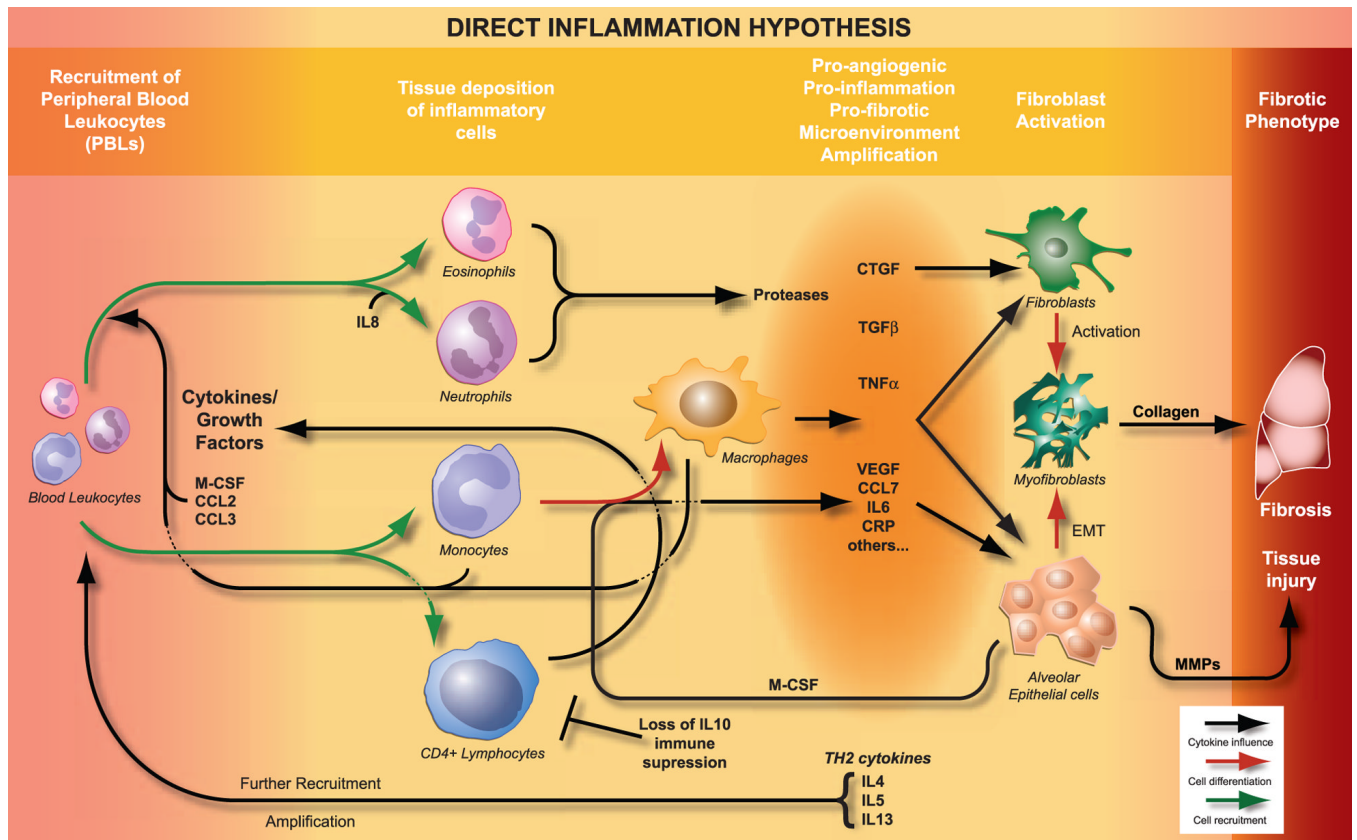 DIRECT INFLAMMATION HYPOTHESIS
Recruitment of
Peripheral Blood
Leukocytes
(PBLs)
Tissue deposition
of inflammatory
cells
Pro-angiogenic
Pro-inflammation
Pro-fibrotic
Microenvironment
Amplification
Fibroblast
Activation
Fibrotic
Phenotype
Eosinophils
IL8
Neutrophils
Proteases
CTGF
TGFβ
TNFα
Fibroblasts
Activation
Cytokines/
Growth
Factors
M-CSF
CCL2
CCL3
Blood Leukocytes
Monocytes
Macrophages
VEGF
CCL7
IL6
CRP
others...
Myofibroblasts
Collagen
EMT
Fibrosis
Tissue
injury
CD4+ Lymphocytes
Loss of IL10
immune
supression
M-CSF
Alveolar
Epithelial cells
MMPs
TH2 cytokines
IL4
IL5
IL13
Further Recruitment
Amplification
Cytokine influence
Cell differentiation
Cell recruitment